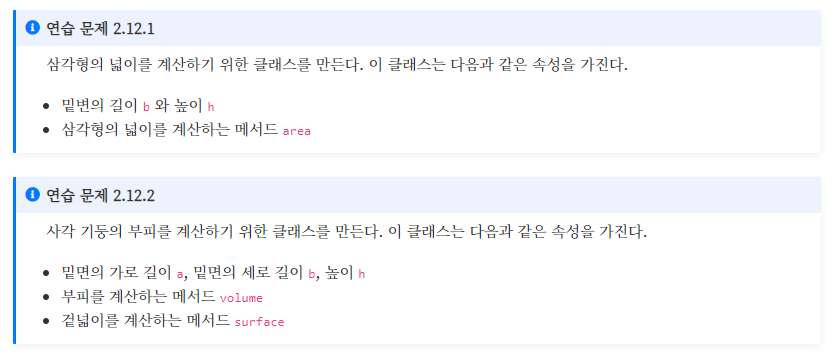 연습 문제 2.12.1
삼각형의 넓이를 계산하기 위한 클래스를 만든다. 이 클래스는 다음과 같은 속성을 가진다.
• 밑변의 길이 b 와 높이 h
• 삼각형의 넓이를 계산하는 메서드 area
연습 문제 2.12.2
사각 기둥의 부피를 계산하기 위한 클래스를 만든다. 이 클래스는 다음과 같은 속성을 가진다.
• 밑면의 가로 길이 a, 밑면의 세로 길이 b, 높이 h
• 부피를 계산하는 메서드 volume
• 겉넓이를 계산하는 메서드 surface